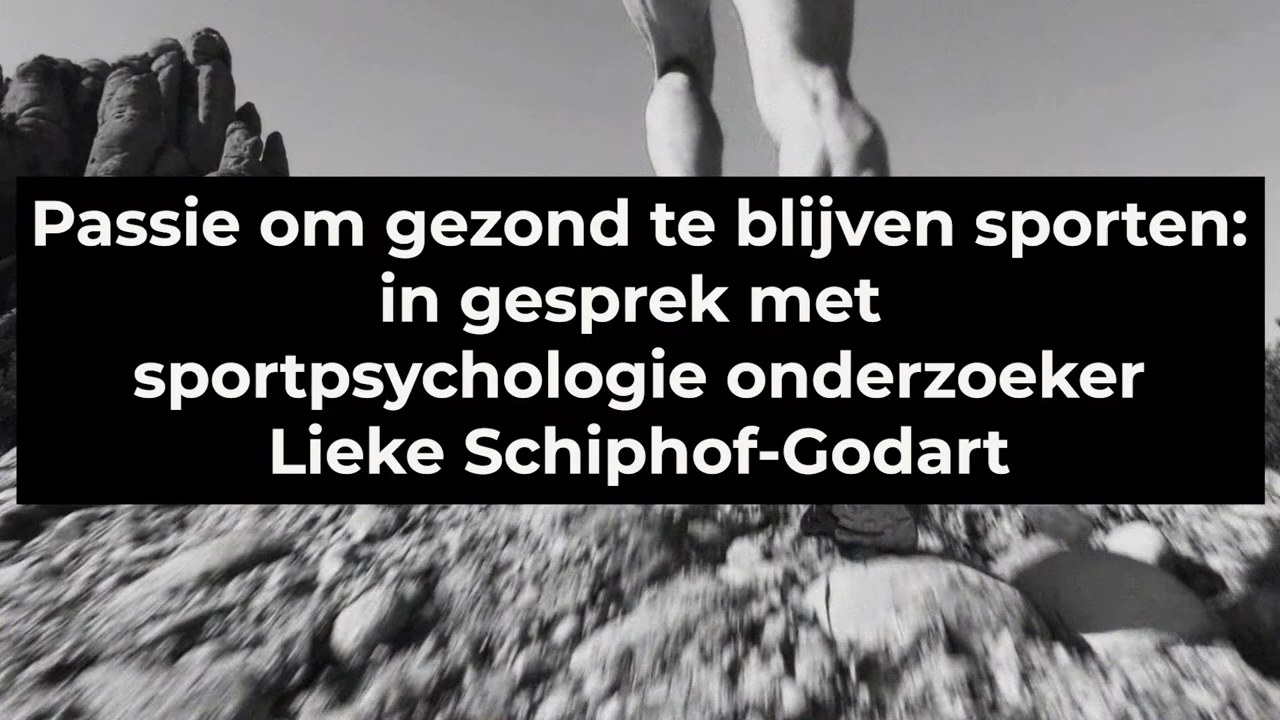 Passie om gezond te blijven sporten:
in gesprek met
sportpsychologie onderzoeker
Lieke Schiphof-Godart